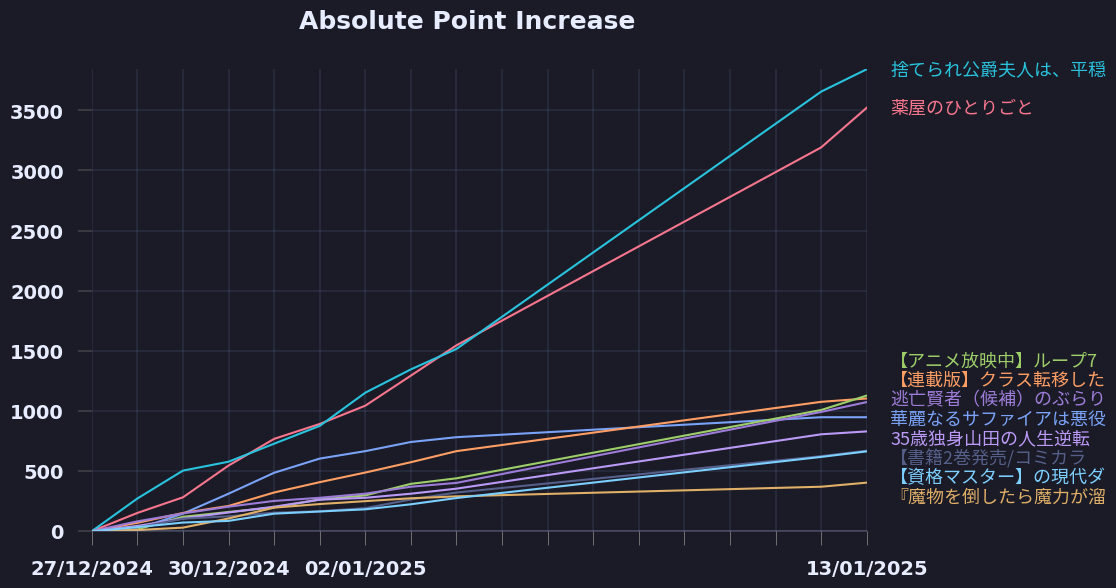 Absolute Point Increase
捨てられ公爵夫人は、平穏
薬屋のひとりごと
3500
3000
2500
2000
1500
1000
500
0
【アニメ放映中】ループ7
【連載版】クラス転移した
逃亡賢者（候補）のぶらり
華麗なるサファイアは悪役
35歳独身山田の人生逆転
【書籍2巻発売/コミカラ
【資格マスター】の現代ダ
『魔物を倒したら魔力が溜
27/12/2024 30/12/2024 02/01/2025 13/01/2025